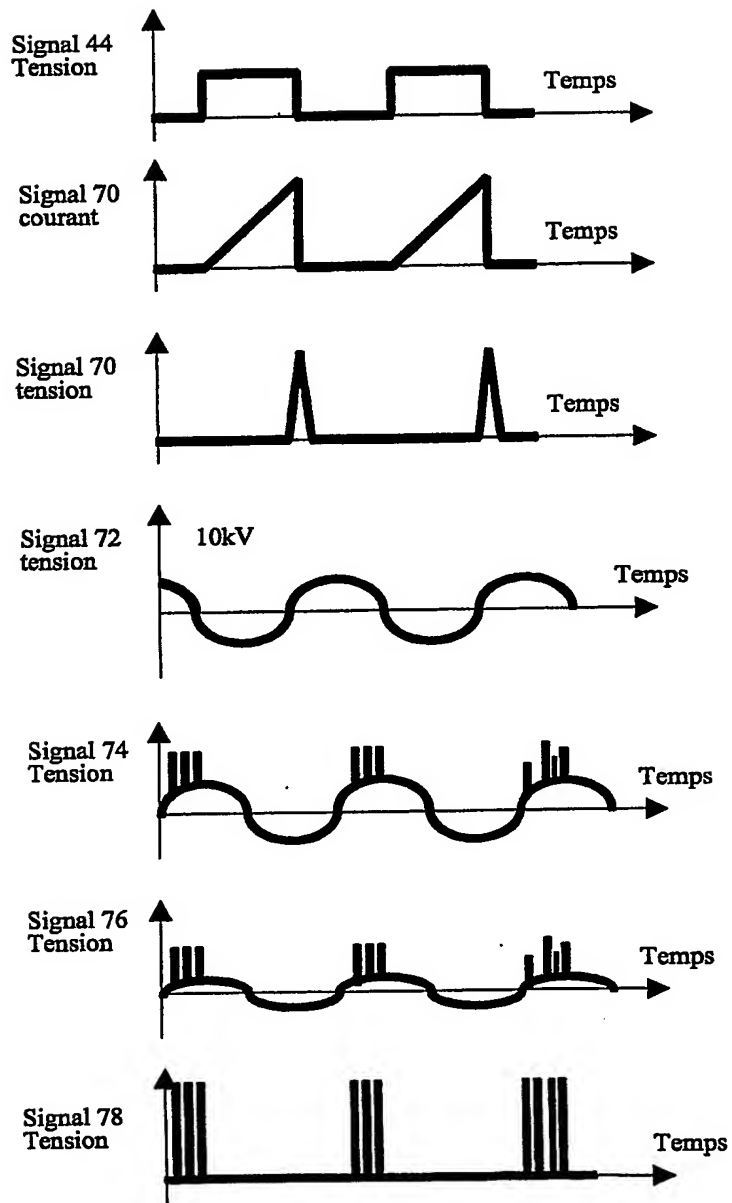 Signal 44
Tension
Temps
Signal 70
courant
Temps
Signal 70
tension
Temps
Signal 72
tension
10kV
Temps
Signal 74
Tension
Temps
Signal 76
Tension
Temps
Signal 78
Tension
Temps